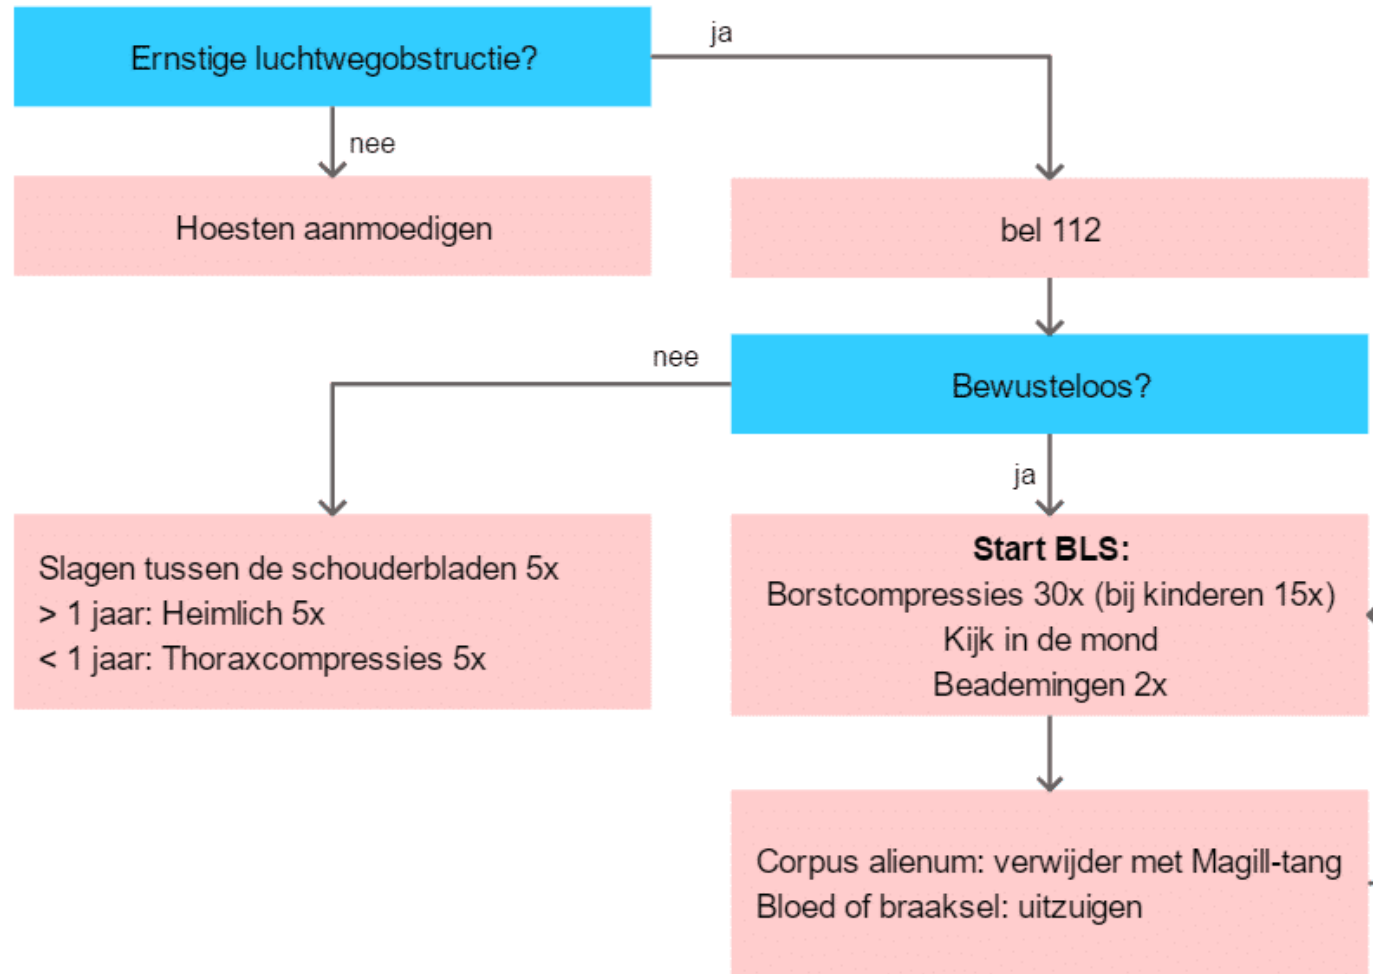 Ernstige luchtwegobstructie?
ja
nee
Hoesten aanmoedigen
bel 112
nee
Bewusteloos?
ja
Slagen tussen de schouderbladen 5x
> 1 jaar: Heimlich 5x
< 1 jaar: Thoraxcompressies 5x
Start BLS:
Borstcompressies 30x (bij kinderen 15x)
Kijk in de mond
Beademingen 2x
Corpus alienum: verwijder met Magill-tang
Bloed of braaksel: uitzuigen